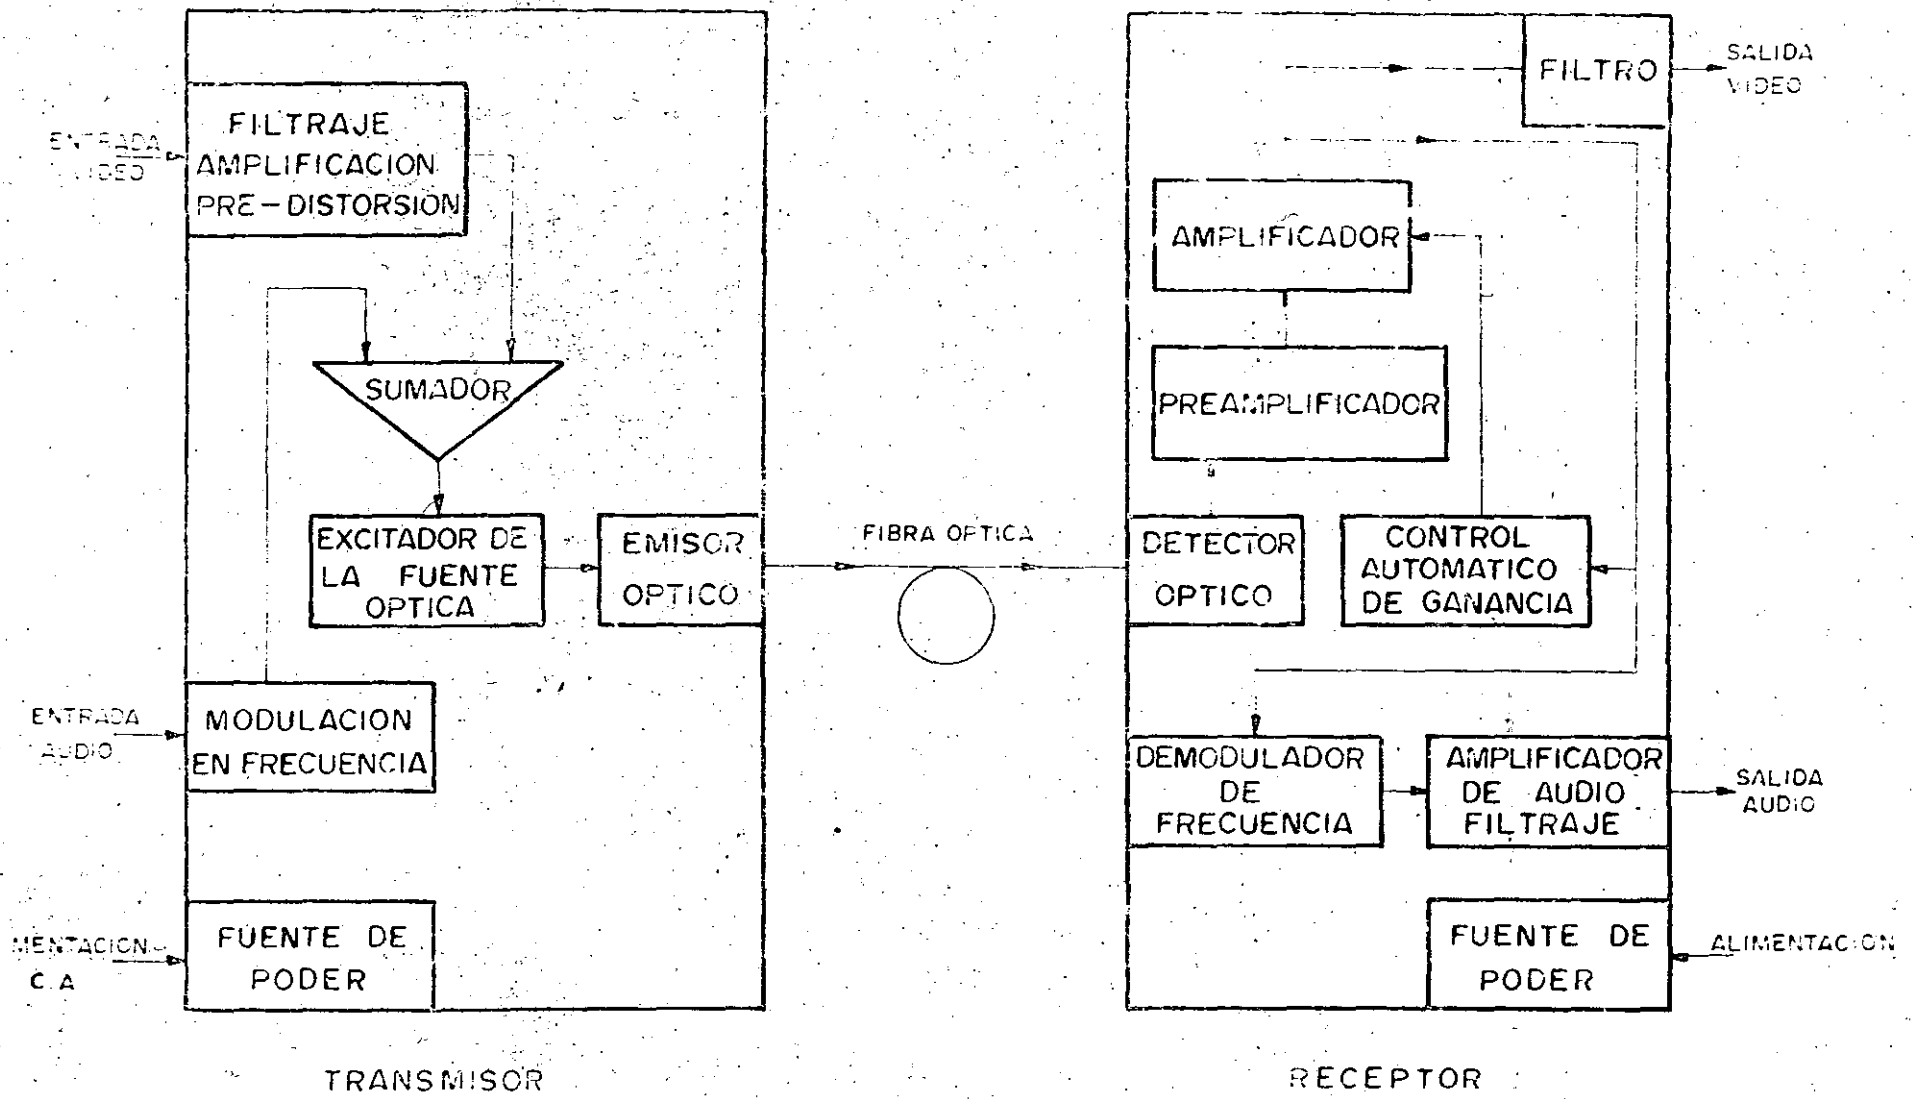 ENTRADA
VIDEO
FILTRAJE
AMPLIFICACION
PRE-DISTORSION
SUMADOR
EXCITADOR DE
LA FUENTE
OPTICA
EMISOR
OPTICO
ENTRADA
AUDIO
MODULACION
EN FRECUENCIA
MENTACION
C.A
FUENTE DE
PODER
TRANSMISOR
FIBRA OPTICA
FILTRO
SALIDA
VIDEO
AMPLIFICADOR
PREAMPLIFICADOR
DETECTOR
OPTICO
CONTROL
AUTOMATICO
DE GANANCIA
DEMODULADOR
DE
FRECUENCIA
AMPLIFICADOR
DE AUDIO
FILTRAJE
SALIDA
AUDIO
FUENTE DE
PODER
ALIMENTACION
RECEPTOR